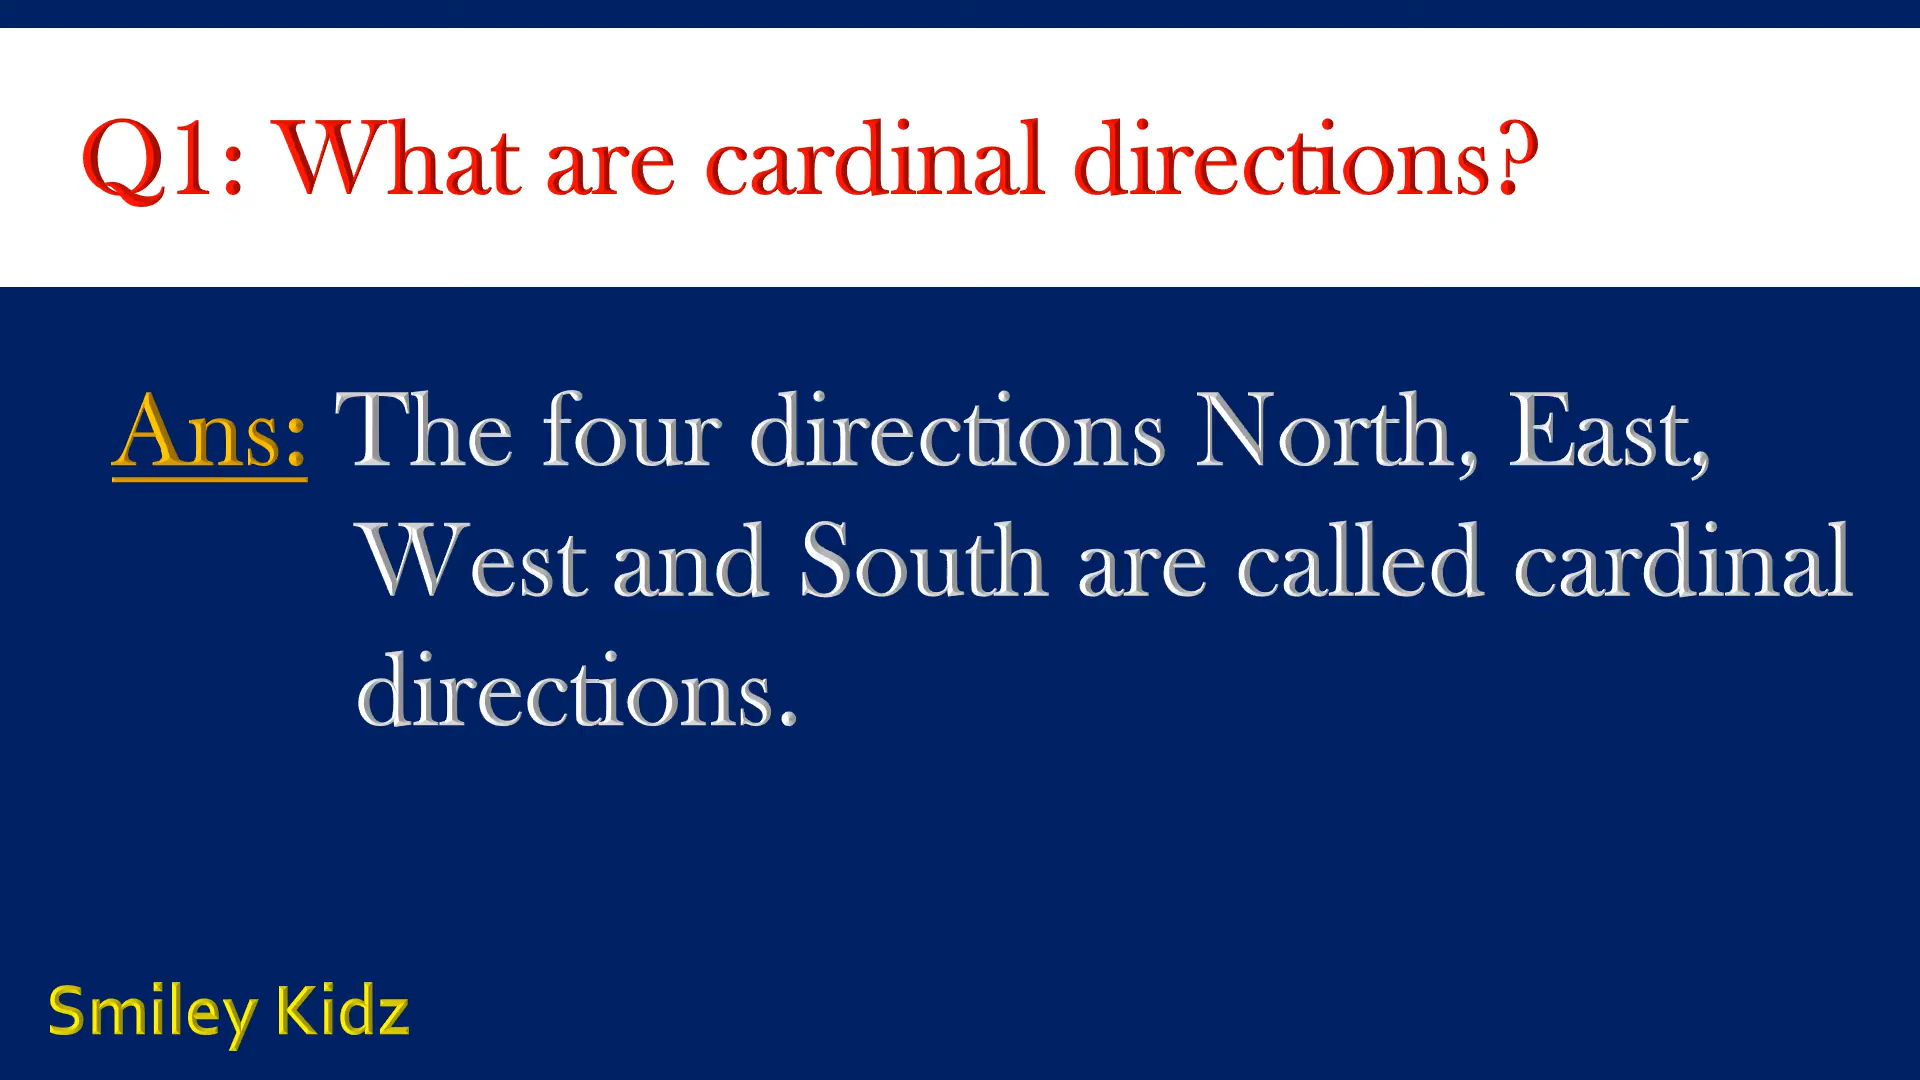 Q1: What are cardinal directions?
Ans: The four directions North, East,
West and South are called cardinal
directions.
Smiley Kidz